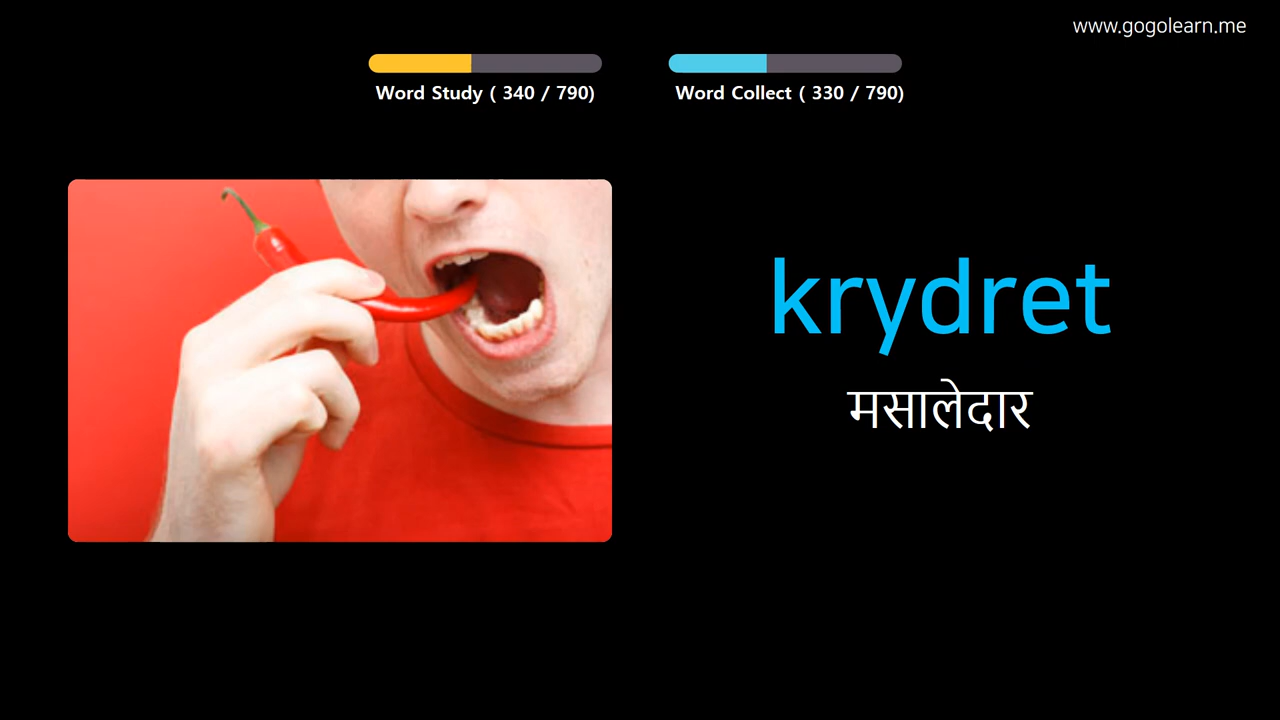 www.gogolearn.me
Word Study ( 340 / 790)
Word Collect ( 330 / 790)
krydret
मसालेदार